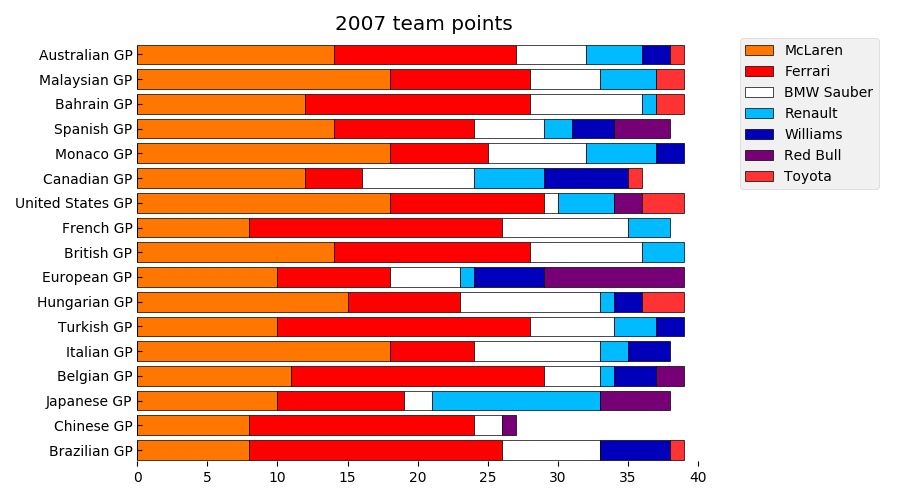 2007 team points
Australian GP
Malaysian GP
Bahrain GP
Spanish GP
Monaco GP
Canadian GP
United States GP
French GP
British GP
European GP
Hungarian GP
Turkish GP
Italian GP
Belgian GP
Japanese GP
Chinese GP
Brazilian GP
0 5 10 15 20 25 30 35 40
McLaren
Ferrari
BMW Sauber
Renault
Williams
Red Bull
Toyota